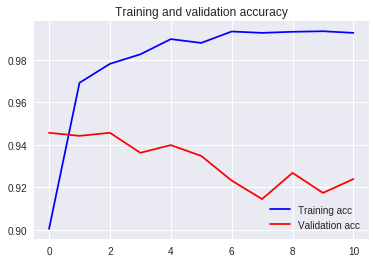 Training and validation accuracy
0.98
0.96
0.94
0.92
0.90
Training acc
Validation acc
0 2 4 6 8 10